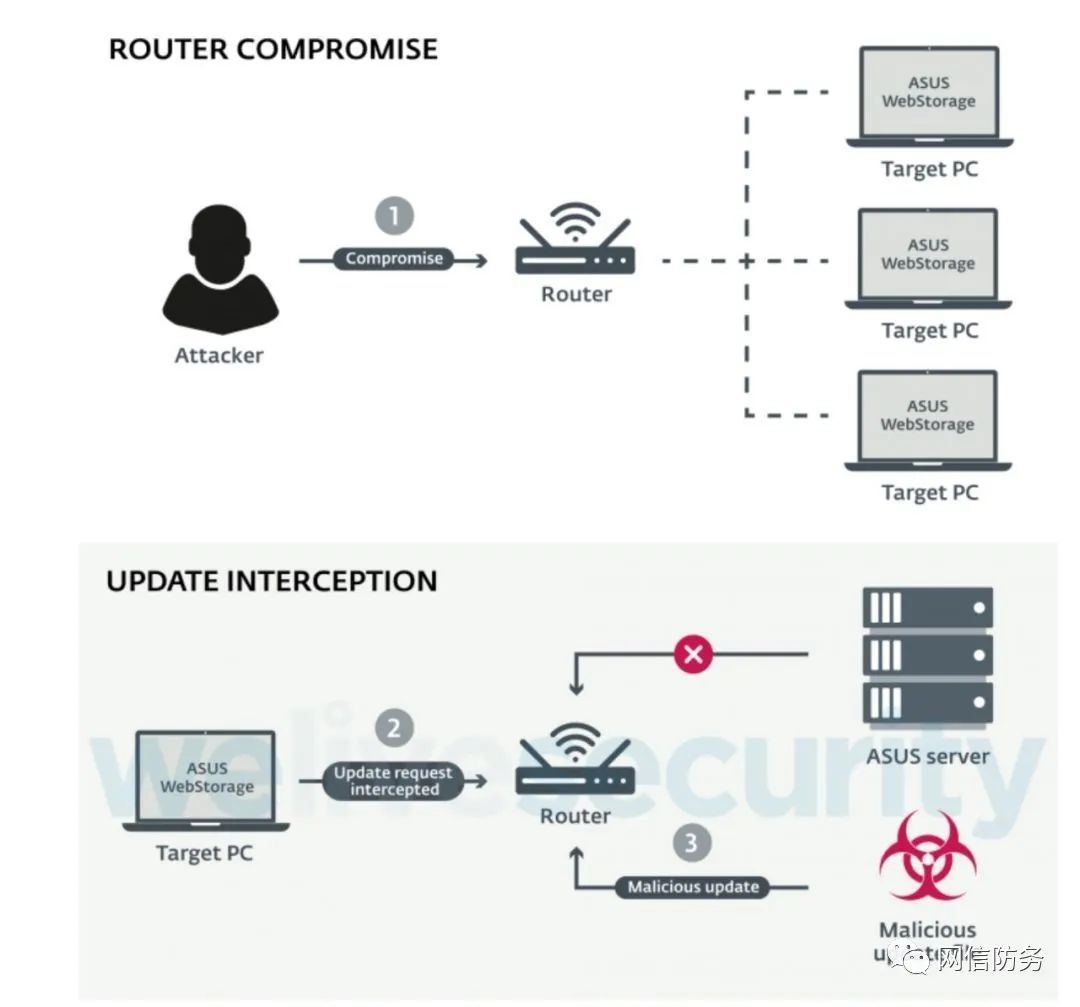 ROUTER COMPROMISE
ASUS
WebStorage
Target PC
1
Compromise
Attacker
Router
ASUS
WebStorage
Target PC
ASUS
WebStorage
Target PC
UPDATE INTERCEPTION
welivesecurity
ASUS server
2
ASUS
WebStorage
Update request
intercepted
Target PC
Router
3
Malicious update
Malicious
网信防务